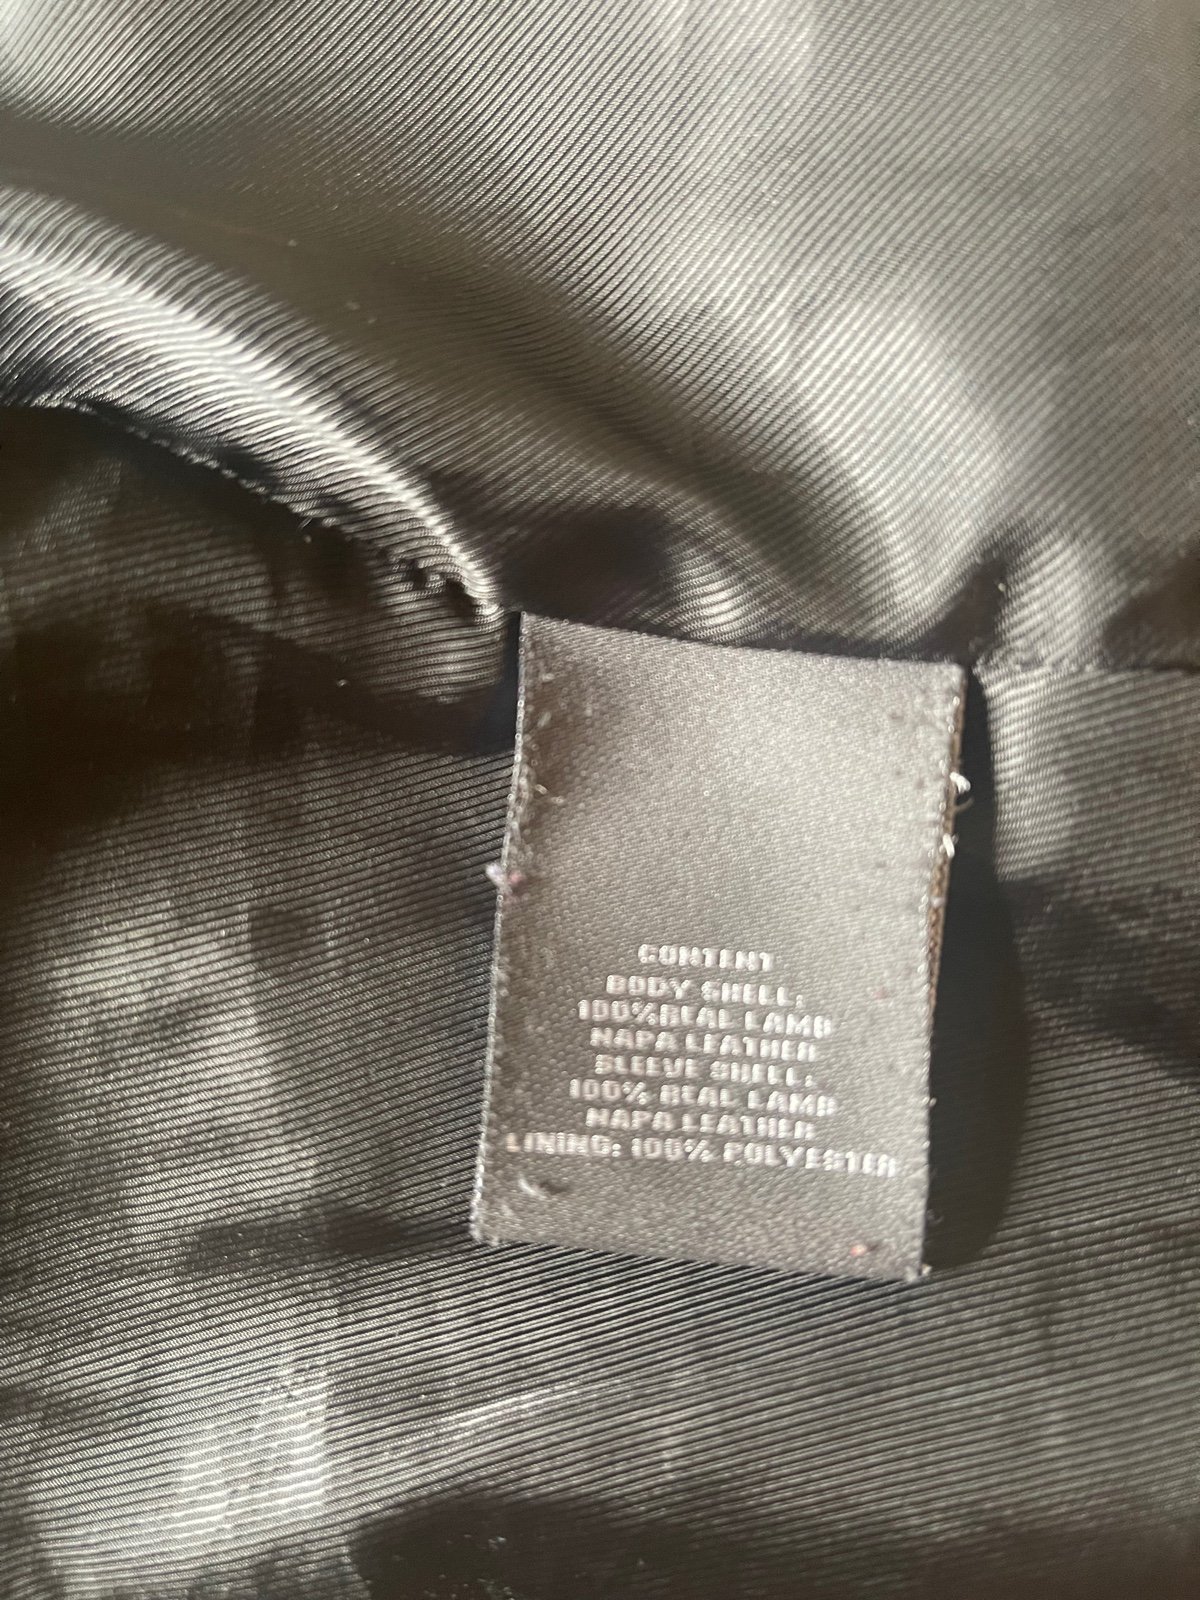 CONTENT
BODY SHELL:
100%REAL LAMB
NAPA LEATHER
SLEEVE SHELL:
100% REAL LAMB
NAPA LEATHER
LINING: 100% POLYESTER